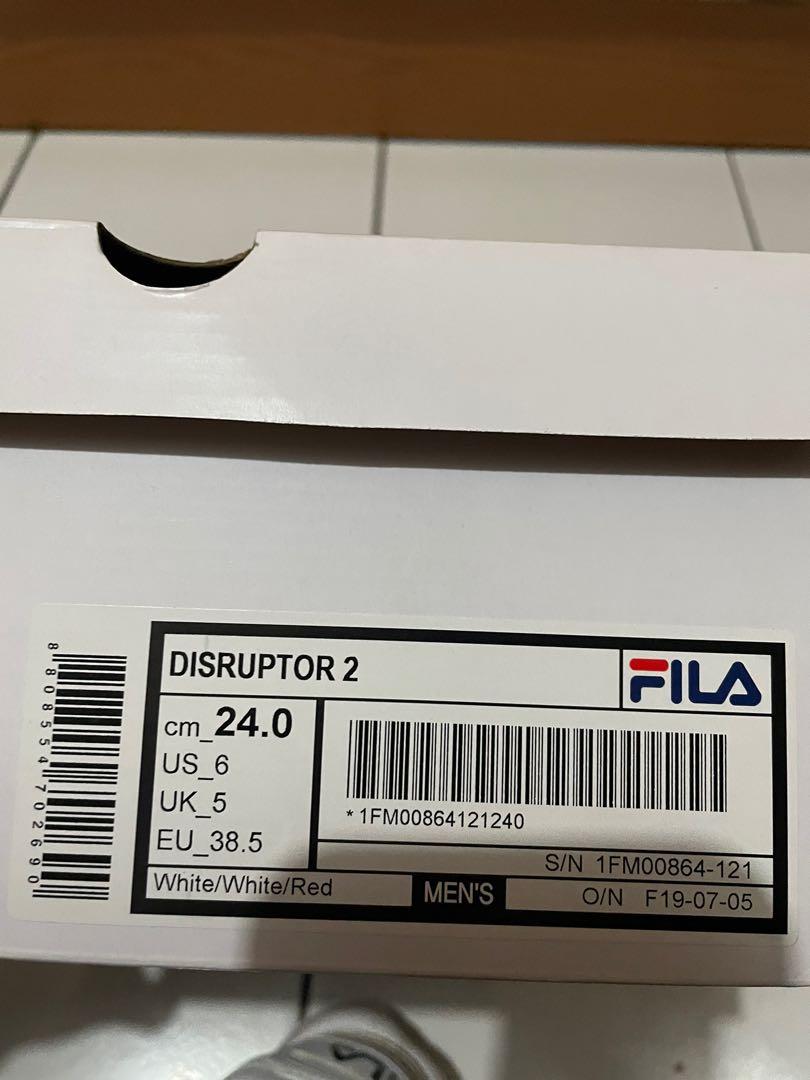 DISRUPTOR 2
FILA
cm_24.0
US_6
UK_5
EU_38.5
*1FM00864121240
S/N 1FM00864-121
White/White/Red
MEN'S
O/N F19-07-05
8808554702690